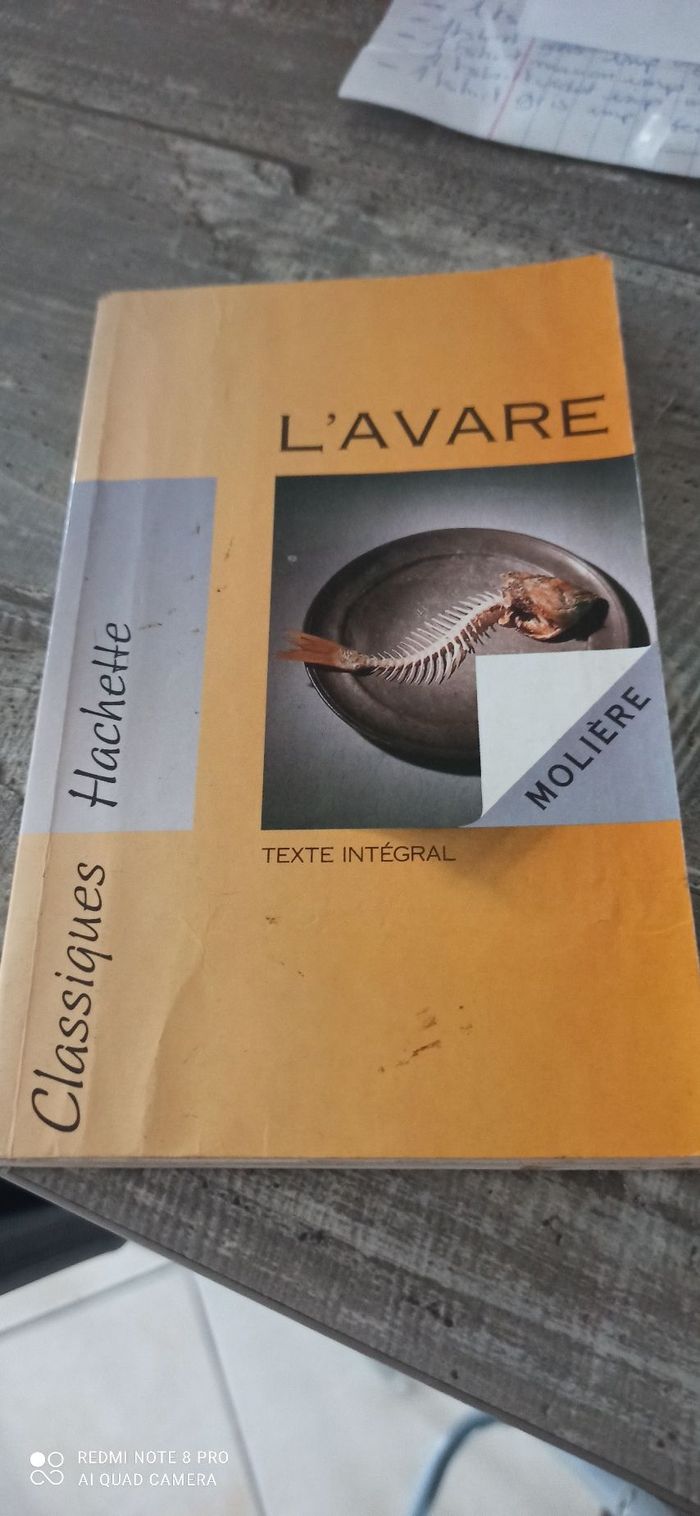 L'AVARE
MOLIÈRE
TEXTE INTÉGRAL
Classiques Hachette
REDMI NOTE 8 PRO
AI QUAD CAMERA